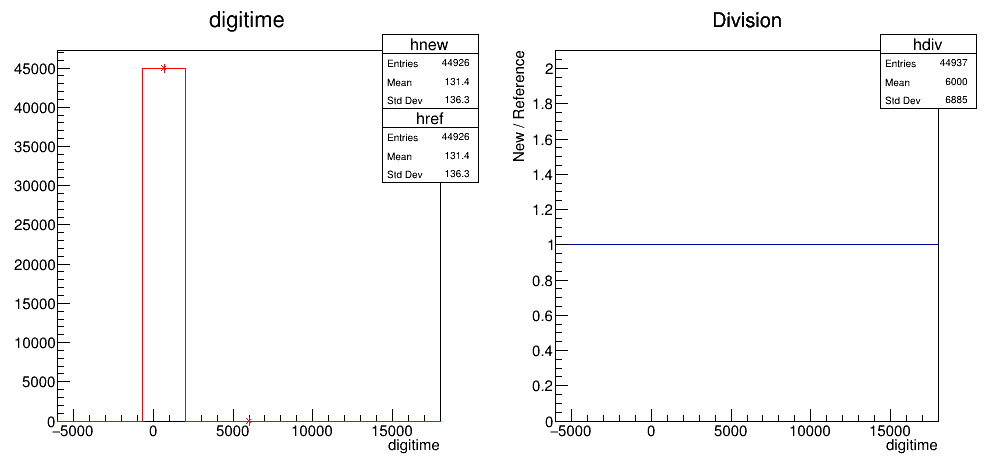 digitime
hnew
Entries 44926
Mean 131.4
Std Dev 136.3
href
Entries 44926
Mean 131.4
Std Dev 136.3
45000
40000
35000
30000
25000
20000
15000
10000
5000
0
−5000 0 5000 10000 15000
digitime
Division
hdiv
Entries 44937
Mean 6000
Std Dev 6885
New / Reference
2
1.8
1.6
1.4
1.2
1
0.8
0.6
0.4
0.2
0
−5000 0 5000 10000 15000
digitime